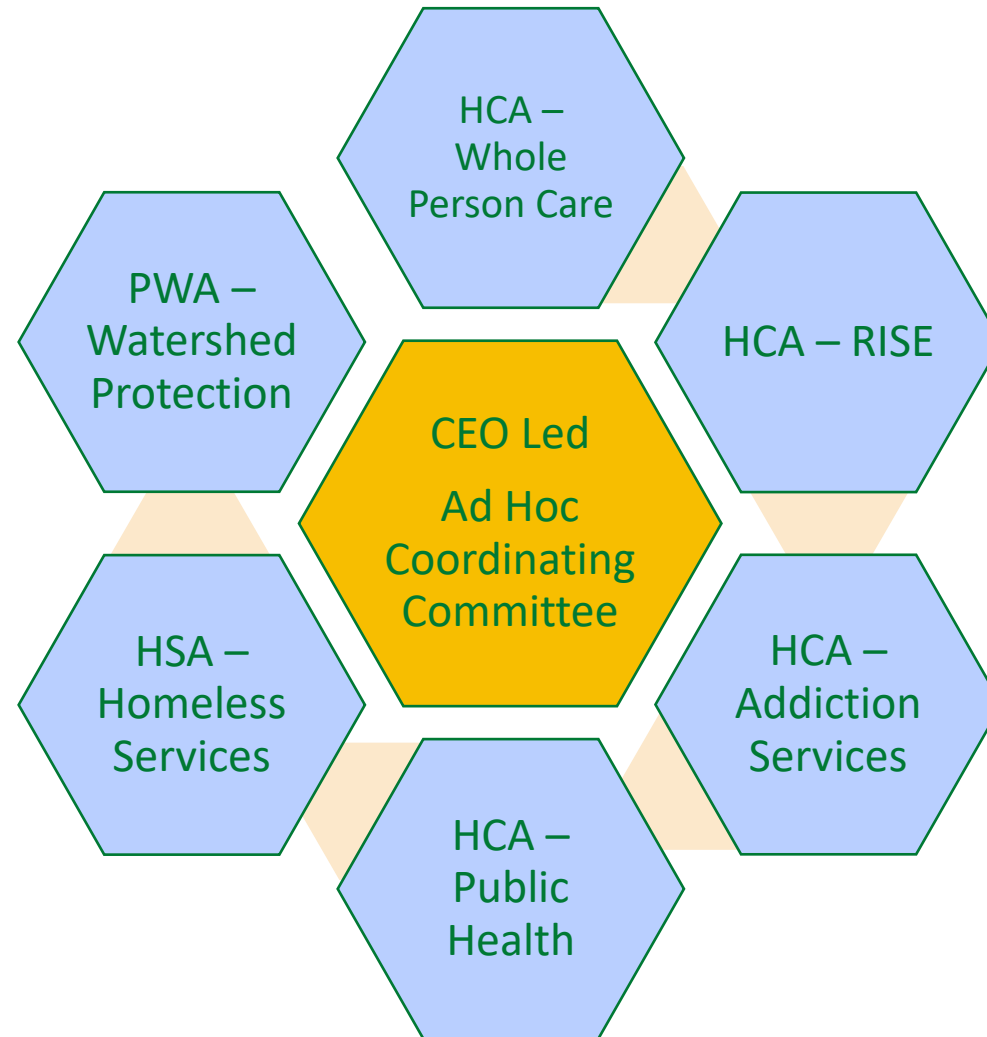 HCA –
Whole
Person Care
PWA –
Watershed
Protection
HCA – RISE
CEO Led
Ad Hoc
Coordinating
Committee
HSA –
Homeless
Services
HCA –
Addiction
Services
HCA –
Public
Health